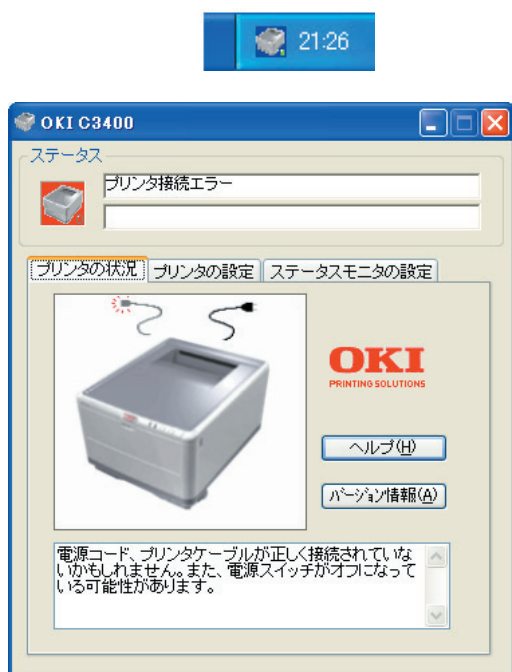 21:26
OKI C3400
ステータス
プリンタ接続エラー
プリンタの状況
プリンタの設定
ステータスモニタの設定
OKI
PRINTING SOLUTIONS
ヘルプ(H)
バージョン情報(A)
電源コード、プリンタケーブルが正しく接続されていな
いかもしれません。また、電源スイッチがオフになって
いる可能性があります。